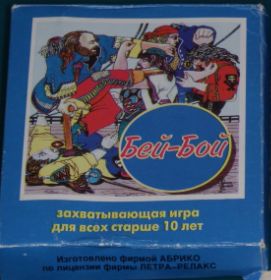 Бей-Бой
захватывающая игра
для всех старше 10 лет
Изготовлено фирмой АБРИКО
по лицензии фирмы ЛЕТРА-РЕЛАКС